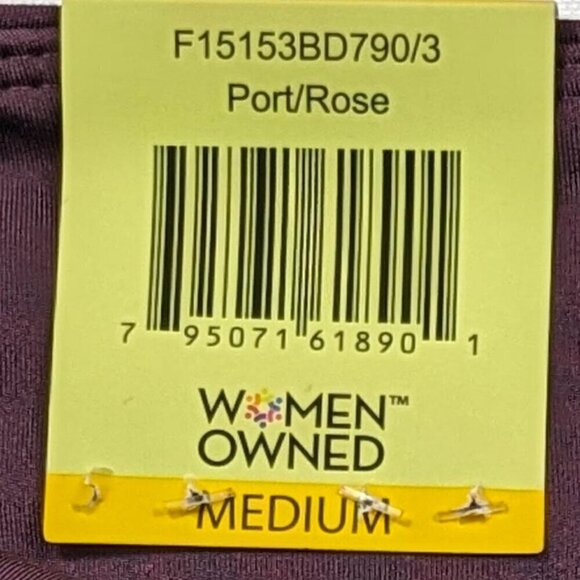 F15153BD790/3
Port/Rose
7 95071 61890 1
WOMEN™
OWNED
MEDIUM